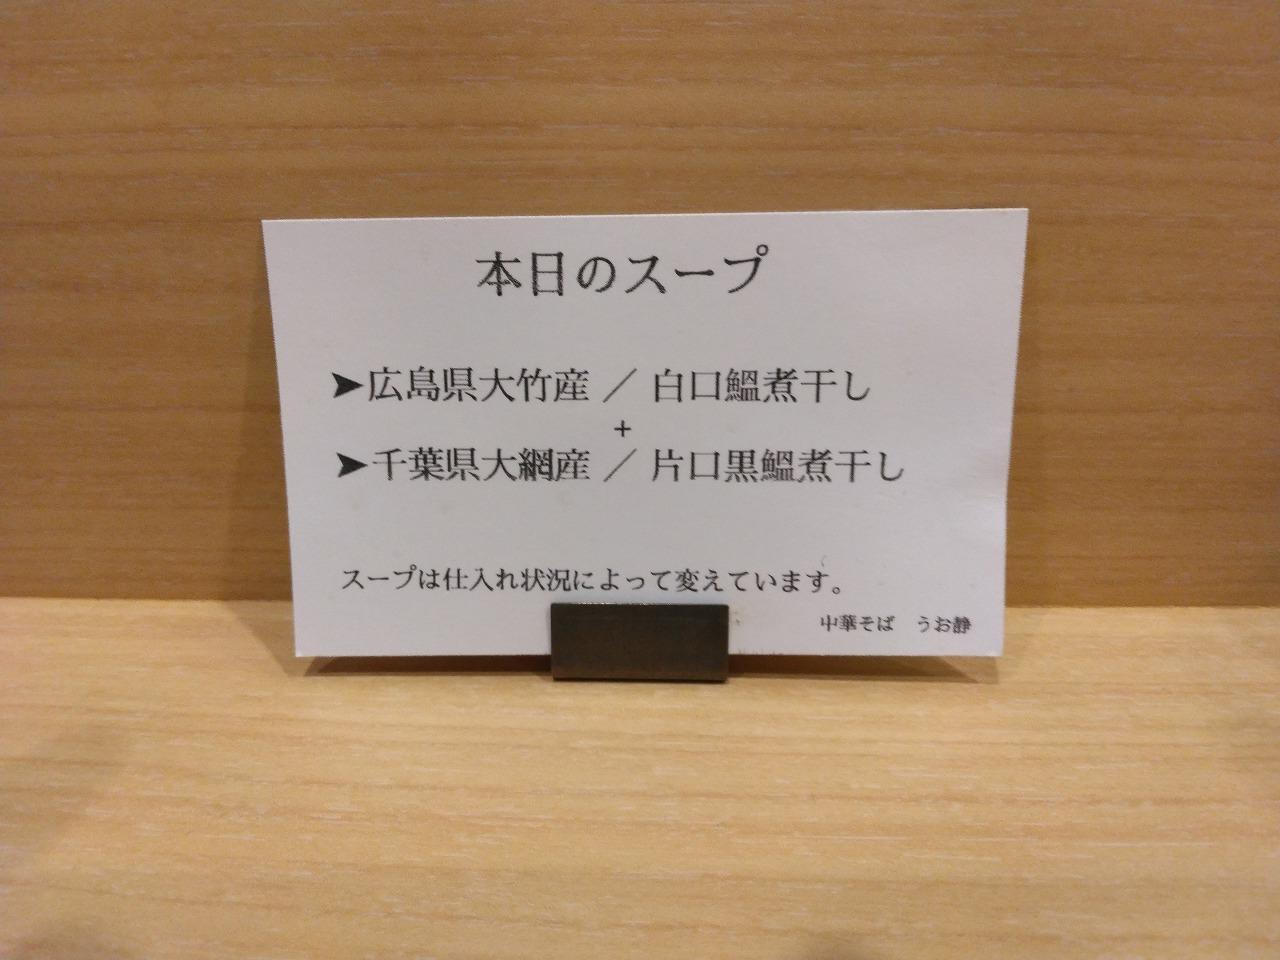 本日のスープ
➤広島県大竹産 ／ 白口鰮煮干し
+
➤千葉県大網産 ／ 片口黒鰮煮干し
スープは仕入れ状況によって変えています。
中華そば　うお静